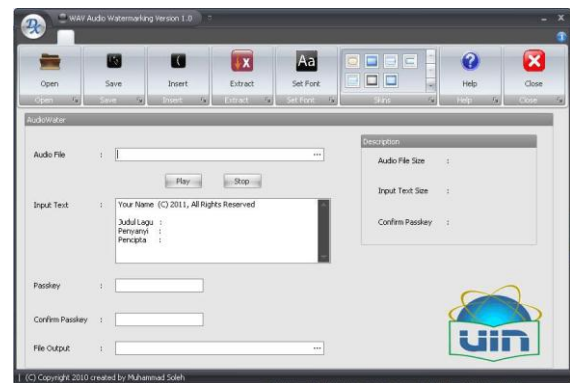 WAV Audio Watermarking Version 1.0
Open
Save
Insert
Extract
Aa
Set Font
Help
Close
Open
Save
Insert
Extract
Set Font
Skins
Help
Close
AudioWater
Audio File :
Play Stop
Input Text : Your Name (C) 2011, All Rights Reserved
Judul Lagu :
Penyanyi :
Pencipta :
Passkey :
Confirm Passkey :
File Output :
Description
Audio File Size :
Input Text Size :
Confirm Passkey :
uin
(C) Copyright 2010 created by Muhammad Soleh